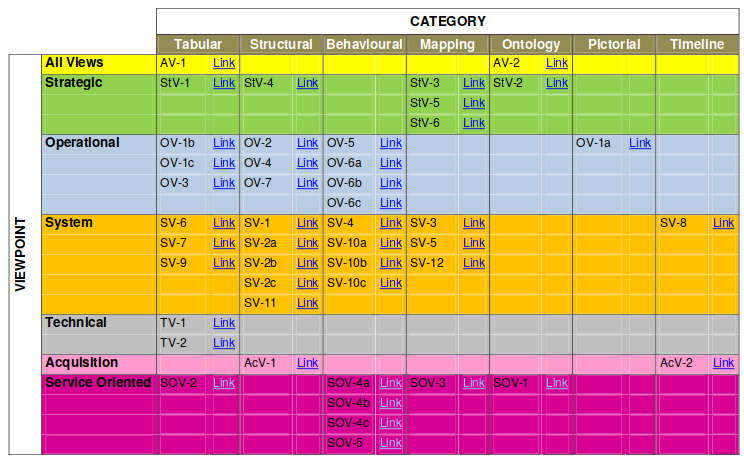 CATEGORY
Tabular Structural Behavioural Mapping Ontology Pictorial Timeline
VIEWPOINT
All Views AV-1 Link AV-2 Link
Strategic StV-1 Link StV-4 Link StV-3 Link StV-2 Link
StV-5 Link
StV-6 Link
Operational OV-1b Link OV-2 Link OV-5 Link OV-1a Link
OV-1c Link OV-4 Link OV-6a Link
OV-3 Link OV-7 Link OV-6b Link
OV-6c Link
System SV-6 Link SV-1 Link SV-4 Link SV-3 Link SV-8 Link
SV-7 Link SV-2a Link SV-10a Link SV-5 Link
SV-9 Link SV-2b Link SV-10b Link SV-12 Link
SV-2c Link SV-10c Link
SV-11 Link
Technical TV-1 Link
TV-2 Link
Acquisition AcV-1 Link AcV-2 Link
Service Oriented SOV-2 Link SOV-4a Link SOV-3 Link SOV-1 Link
SOV-4b Link
SOV-4c Link
SOV-5 Link